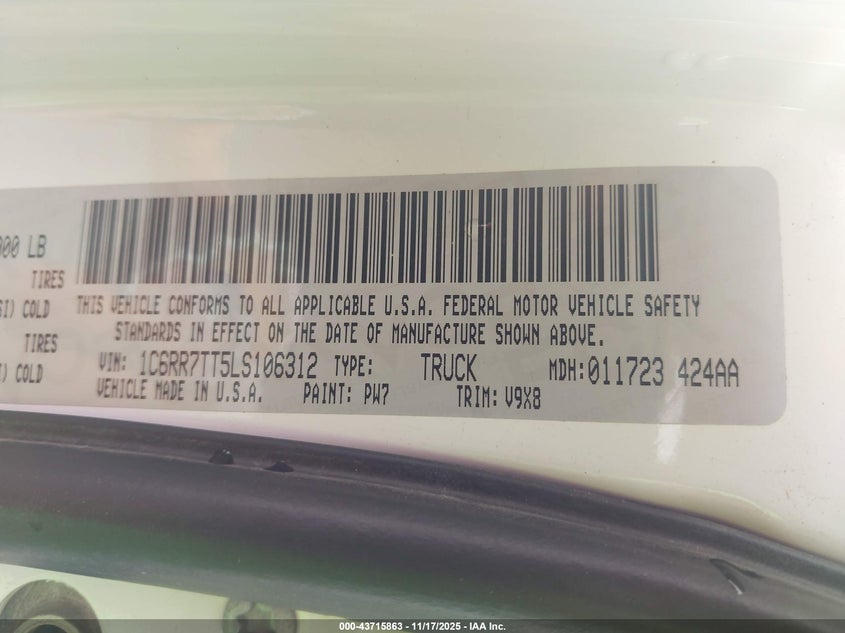 000 LB
TIRES
SI) COLD
TIRES
) COLD
THIS VEHICLE CONFORMS TO ALL APPLICABLE U.S.A. FEDERAL MOTOR VEHICLE SAFETY
STANDARDS IN EFFECT ON THE DATE OF MANUFACTURE SHOWN ABOVE.
VIN: 1C6RR7TT5LS106312 TYPE: TRUCK MDH:011723 424AA
VEHICLE MADE IN U.S.A. PAINT: PW7 TRIM: V9X8
000-43715863 - 11/17/2025 - IAA Inc.